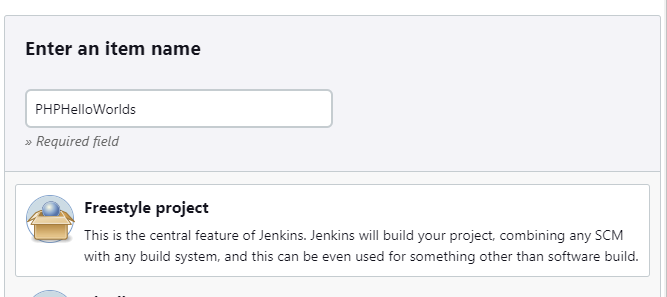 Enter an item name
PHPHelloWorlds
» Required field
Freestyle project
This is the central feature of Jenkins. Jenkins will build your project, combining any SCM
with any build system, and this can be even used for something other than software build.